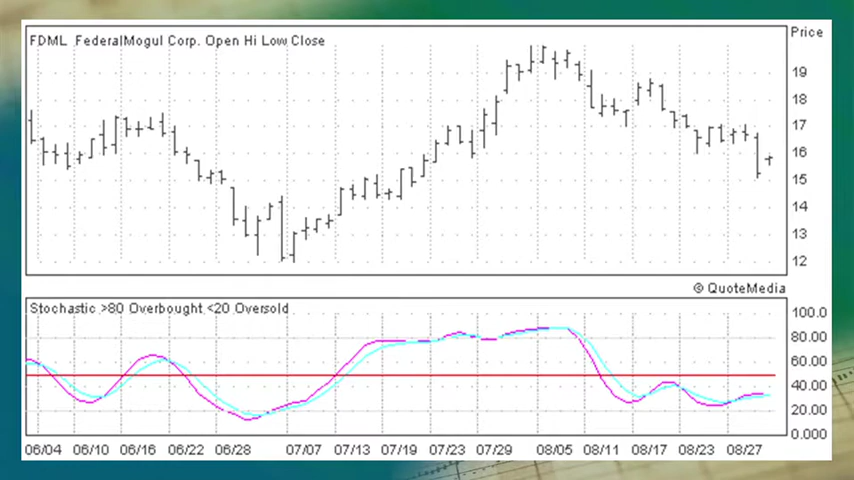 FDML FederalMogul Corp. Open Hi Low Close
Price
19
18
17
16
15
14
13
12
© QuoteMedia
Stochastic >80 Overbought <20 Oversold
100.0
80.00
60.00
40.00
20.00
0.000
06/04 06/10 06/16 06/22 06/28 07/07 07/13 07/19 07/23 07/29 08/05 08/11 08/17 08/23 08/27